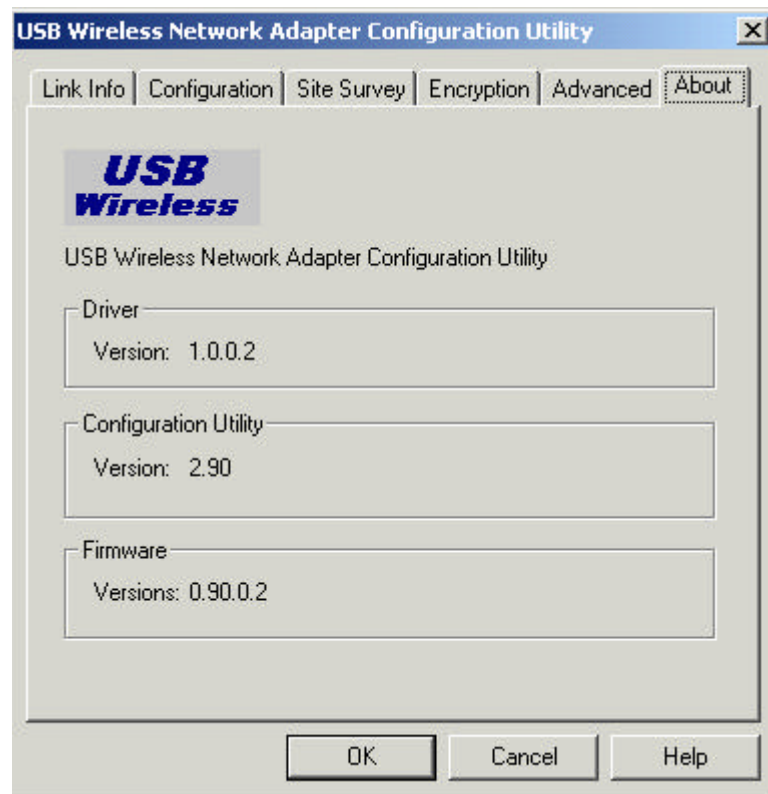 USB Wireless Network Adapter Configuration Utility
Link Info Configuration Site Survey Encryption Advanced About
USB
Wireless
USB Wireless Network Adapter Configuration Utility
Driver
Version: 1.0.0.2
Configuration Utility
Version: 2.90
Firmware
Versions: 0.90.0.2
OK Cancel Help